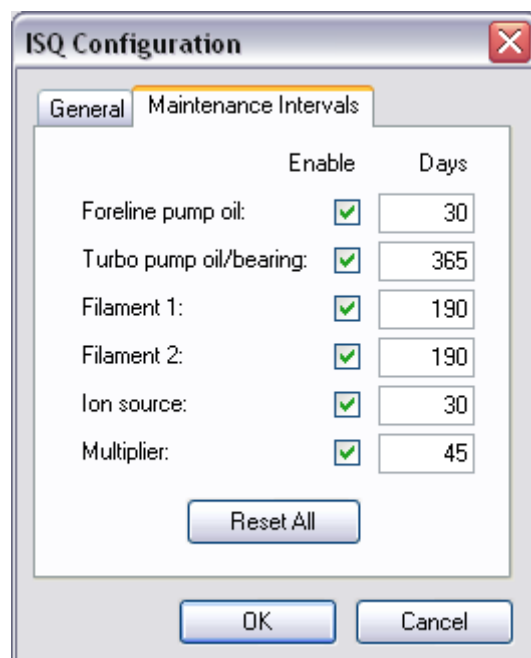 ISQ Configuration
General Maintenance Intervals
Enable Days
Foreline pump oil: 30
Turbo pump oil/bearing: 365
Filament 1: 190
Filament 2: 190
Ion source: 30
Multiplier: 45
Reset All
OK Cancel